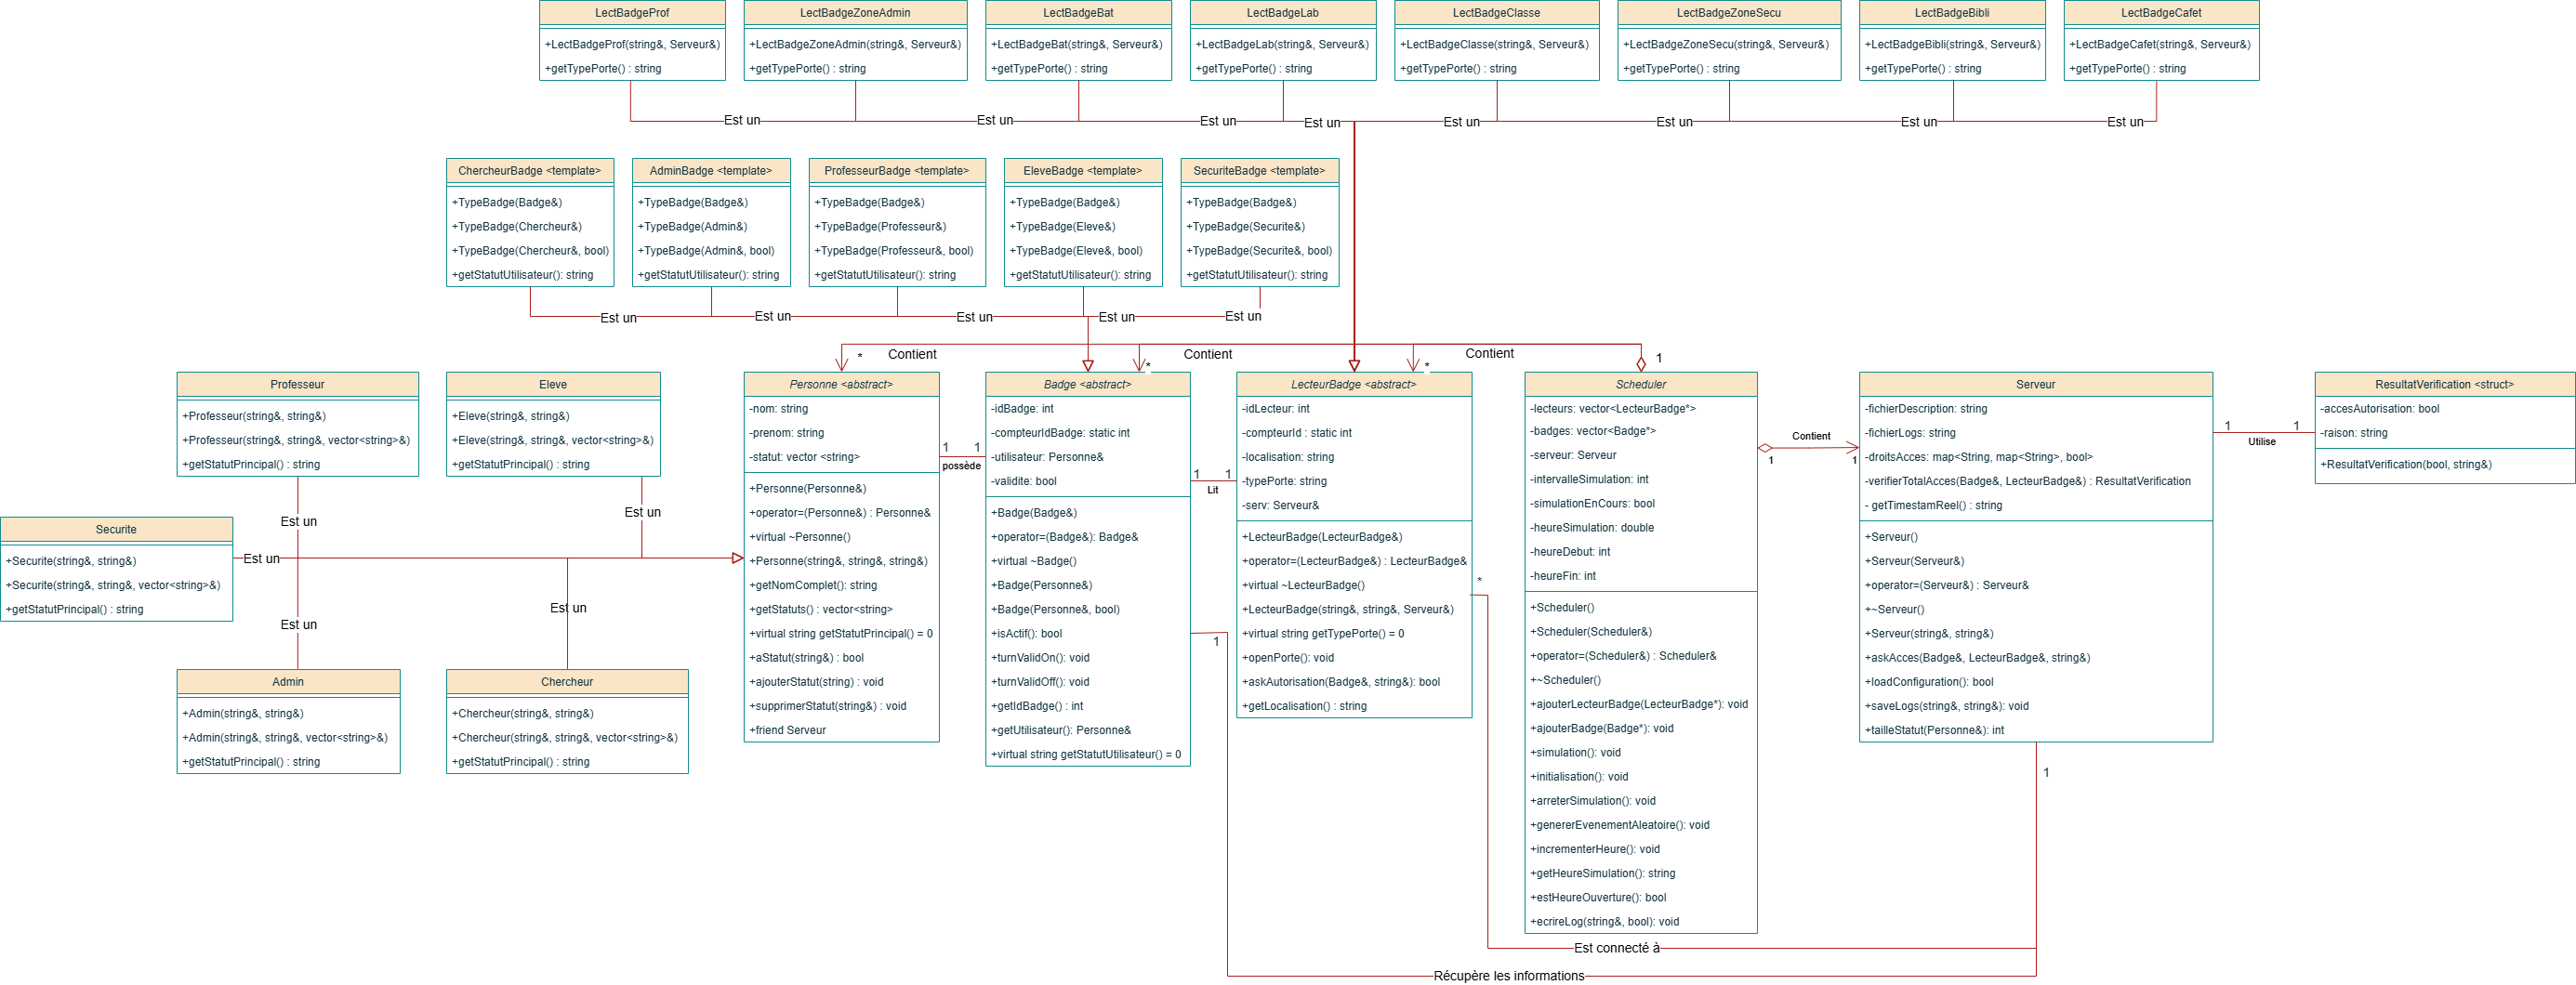 LectBadgeProf
+LectBadgeProf(string&, Serveur&)
+getTypePorte() : string
LectBadgeZoneAdmin
+LectBadgeZoneAdmin(string&, Serveur&)
+getTypePorte() : string
LectBadgeBat
+LectBadgeBat(string&, Serveur&)
+getTypePorte() : string
LectBadgeLab
+LectBadgeLab(string&, Serveur&)
+getTypePorte() : string
LectBadgeClasse
+LectBadgeClasse(string&, Serveur&)
+getTypePorte() : string
LectBadgeZoneSecu
+LectBadgeZoneSecu(string&, Serveur&)
+getTypePorte() : string
LectBadgeBibli
+LectBadgeBibli(string&, Serveur&)
+getTypePorte() : string
LectBadgeCafet
+LectBadgeCafet(string&, Serveur&)
+getTypePorte() : string
Est un
Est un
Est un
Est un
Est un
Est un
Est un
Est un
ChercheurBadge <template>
+TypeBadge(Badge&)
+TypeBadge(Chercheur&)
+TypeBadge(Chercheur&, bool)
+getStatutUtilisateur(): string
AdminBadge <template>
+TypeBadge(Badge&)
+TypeBadge(Admin&)
+TypeBadge(Admin&, bool)
+getStatutUtilisateur(): string
ProfesseurBadge <template>
+TypeBadge(Badge&)
+TypeBadge(Professeur&)
+TypeBadge(Professeur&, bool)
+getStatutUtilisateur(): string
EleveBadge <template>
+TypeBadge(Badge&)
+TypeBadge(Eleve&)
+TypeBadge(Eleve&, bool)
+getStatutUtilisateur(): string
SecuriteBadge <template>
+TypeBadge(Badge&)
+TypeBadge(Securite&)
+TypeBadge(Securite&, bool)
+getStatutUtilisateur(): string
Est un
Est un
Est un
Est un
Est un
*
Contient
*
Contient
*
Contient
1
Professeur
+Professeur(string&, string&)
+Professeur(string&, string&, vector<string>&)
+getStatutPrincipal() : string
Eleve
+Eleve(string&, string&)
+Eleve(string&, string&, vector<string>&)
+getStatutPrincipal() : string
Securite
+Securite(string&, string&)
+Securite(string&, string&, vector<string>&)
+getStatutPrincipal() : string
Est un
Est un
Est un
Est un
Est un
Admin
+Admin(string&, string&)
+Admin(string&, string&, vector<string>&)
+getStatutPrincipal() : string
Chercheur
+Chercheur(string&, string&)
+Chercheur(string&, string&, vector<string>&)
+getStatutPrincipal() : string
Personne <abstract>
-nom: string
-prenom: string
-statut: vector <string>
+Personne(Personne&)
+operator=(Personne&) : Personne&
+virtual ~Personne()
+Personne(string&, string&, string&)
+getNomComplet(): string
+getStatuts() : vector<string>
+virtual string getStatutPrincipal() = 0
+aStatut(string&) : bool
+ajouterStatut(string) : void
+supprimerStatut(string&) : void
+friend Serveur
1
1
possède
Badge <abstract>
-idBadge: int
-compteurIdBadge: static int
-utilisateur: Personne&
-validite: bool
+Badge(Badge&)
+operator=(Badge&): Badge&
+virtual ~Badge()
+Badge(Personne&)
+Badge(Personne&, bool)
+isActif(): bool
+turnValidOn(): void
+turnValidOff(): void
+getIdBadge() : int
+getUtilisateur(): Personne&
+virtual string getStatutUtilisateur() = 0
1
1
Lit
LecteurBadge <abstract>
-idLecteur: int
-compteurId : static int
-localisation: string
-typePorte: string
-serv: Serveur&
+LecteurBadge(LecteurBadge&)
+operator=(LecteurBadge&) : LecteurBadge&
+virtual ~LecteurBadge()
+LecteurBadge(string&, string&, Serveur&)
+virtual string getTypePorte() = 0
+openPorte(): void
+askAutorisation(Badge&, string&): bool
+getLocalisation() : string
*
1
Scheduler
-lecteurs: vector<LecteurBadge*>
-badges: vector<Badge*>
-serveur: Serveur
-intervalleSimulation: int
-simulationEnCours: bool
-heureSimulation: double
-heureDebut: int
-heureFin: int
+Scheduler()
+Scheduler(Scheduler&)
+operator=(Scheduler&) : Scheduler&
+~Scheduler()
+ajouterLecteurBadge(LecteurBadge*): void
+ajouterBadge(Badge*): void
+simulation(): void
+initialisation(): void
+arreterSimulation(): void
+genererEvenementAleatoire(): void
+incrementerHeure(): void
+getHeureSimulation(): string
+estHeureOuverture(): bool
+ecrireLog(string&, bool): void
Contient
1
1
Serveur
-fichierDescription: string
-fichierLogs: string
-droitsAcces: map<String, map<String>, bool>
-verifierTotalAcces(Badge&, LecteurBadge&) : ResultatVerification
- getTimestamReel() : string
+Serveur()
+Serveur(Serveur&)
+operator=(Serveur&) : Serveur&
+~Serveur()
+Serveur(string&, string&)
+askAcces(Badge&, LecteurBadge&, string&)
+loadConfiguration(): bool
+saveLogs(string&, string&): void
+tailleStatut(Personne&): int
1
1
1
Utilise
ResultatVerification <struct>
-accesAutorisation: bool
-raison: string
+ResultatVerification(bool, string&)
Est connecté à
Récupère les informations